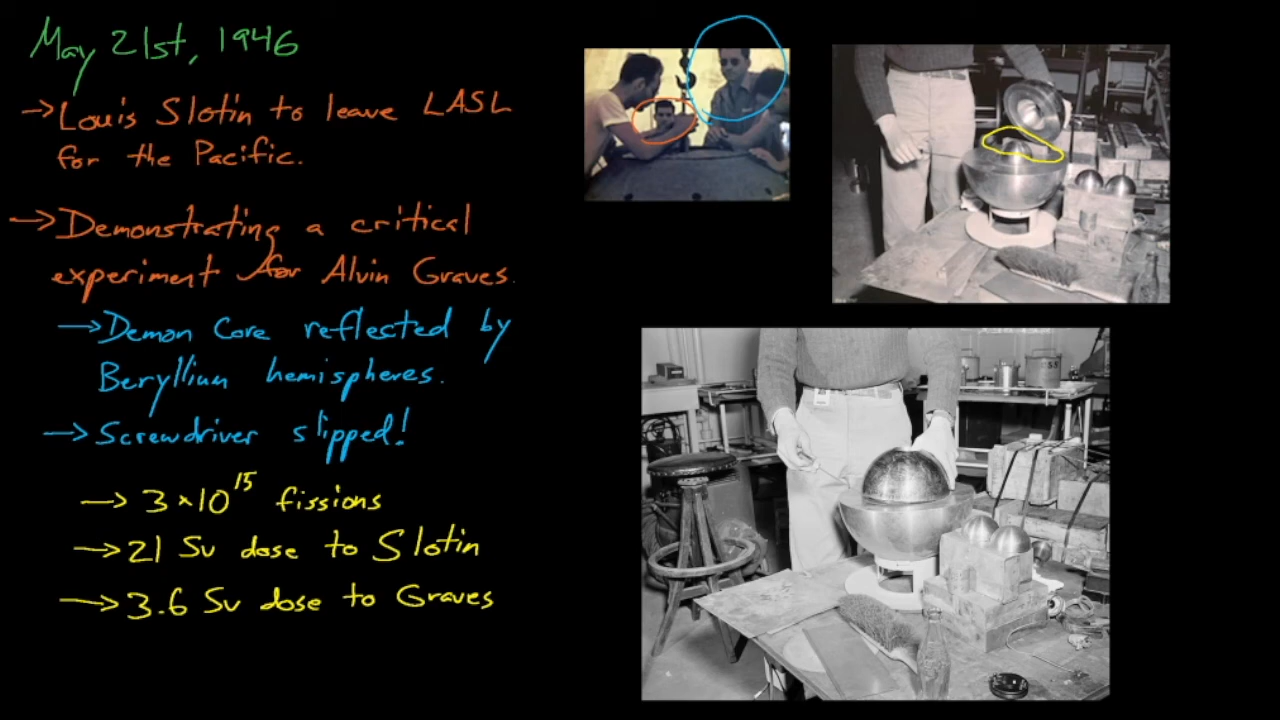 May 21st, 1946
→ Louis Slotin to leave LASL
for the Pacific.
→ Demonstrating a critical
experiment for Alvin Graves.
→ Demon Core reflected by
Beryllium hemispheres.
→ Screwdriver slipped!
→ 3×10¹⁵ fissions
→ 21 Sv dose to Slotin
→ 3.6 Sv dose to Graves